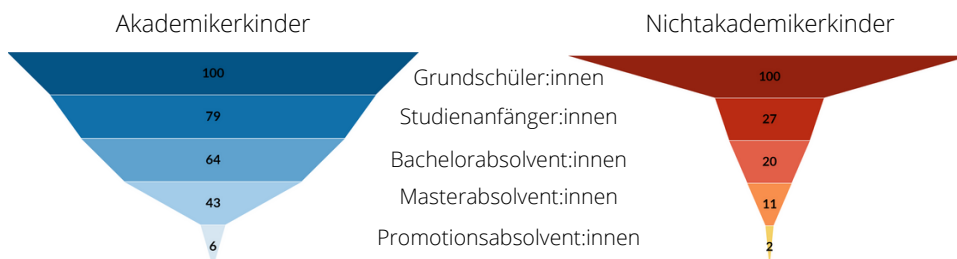 Akademikerkinder
Nichtakademikerkinder
100 Grundschüler:innen 100
79 Studienanfänger:innen 27
64 Bachelorabsolvent:innen 20
43 Masterabsolvent:innen 11
6 Promotionsabsolvent:innen 2